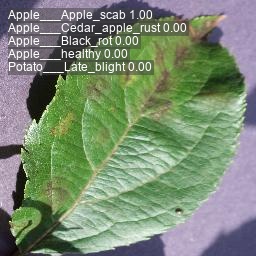 Apple___Apple_scab 1.00
Apple___Cedar_apple_rust 0.00
Apple___Black_rot 0.00
Apple___healthy 0.00
Potato___Late_blight 0.00